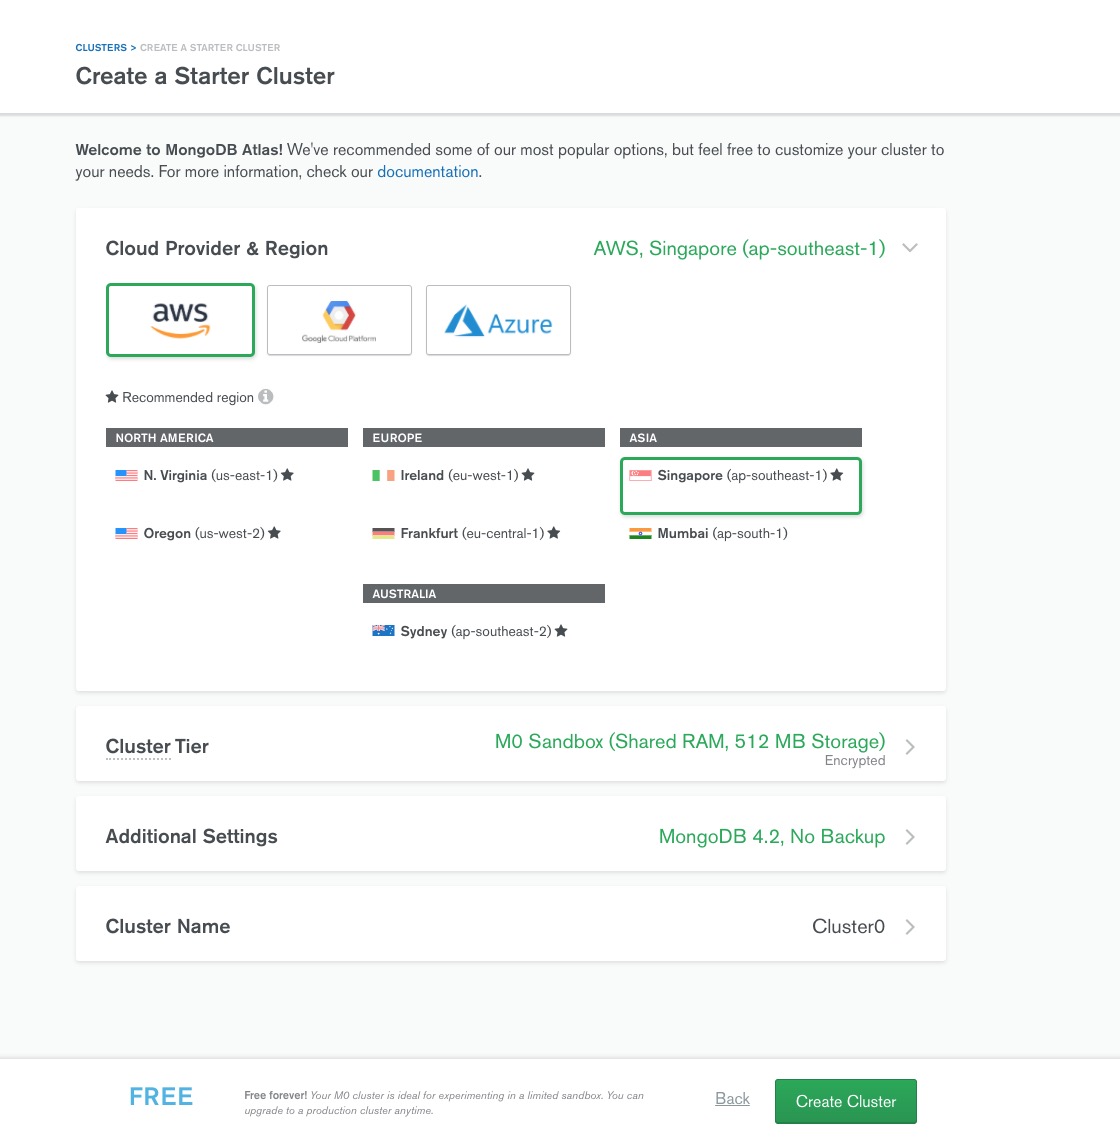 CLUSTERS > CREATE A STARTER CLUSTER
Create a Starter Cluster
Welcome to MongoDB Atlas! We've recommended some of our most popular options, but feel free to customize your cluster to
your needs. For more information, check our documentation.
Cloud Provider & Region
AWS, Singapore (ap-southeast-1)
aws
Google Cloud Platform
Azure
★ Recommended region
NORTH AMERICA
N. Virginia (us-east-1) ★
Oregon (us-west-2) ★
EUROPE
Ireland (eu-west-1) ★
Frankfurt (eu-central-1) ★
AUSTRALIA
Sydney (ap-southeast-2) ★
ASIA
Singapore (ap-southeast-1) ★
Mumbai (ap-south-1)
Cluster Tier
M0 Sandbox (Shared RAM, 512 MB Storage)
Encrypted
Additional Settings
MongoDB 4.2, No Backup
Cluster Name
Cluster0
FREE
Free forever! Your M0 cluster is ideal for experimenting in a limited sandbox. You can
upgrade to a production cluster anytime.
Back
Create Cluster